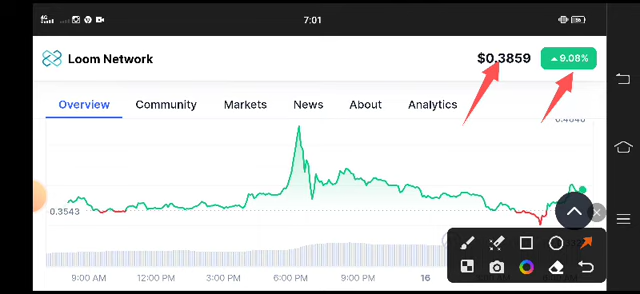 4G
7:01
Loom Network
$0.3859
9.08%
Overview
Community
Markets
News
About
Analytics
0.3543
9:00 AM
12:00 PM
3:00 PM
6:00 PM
9:00 PM
16